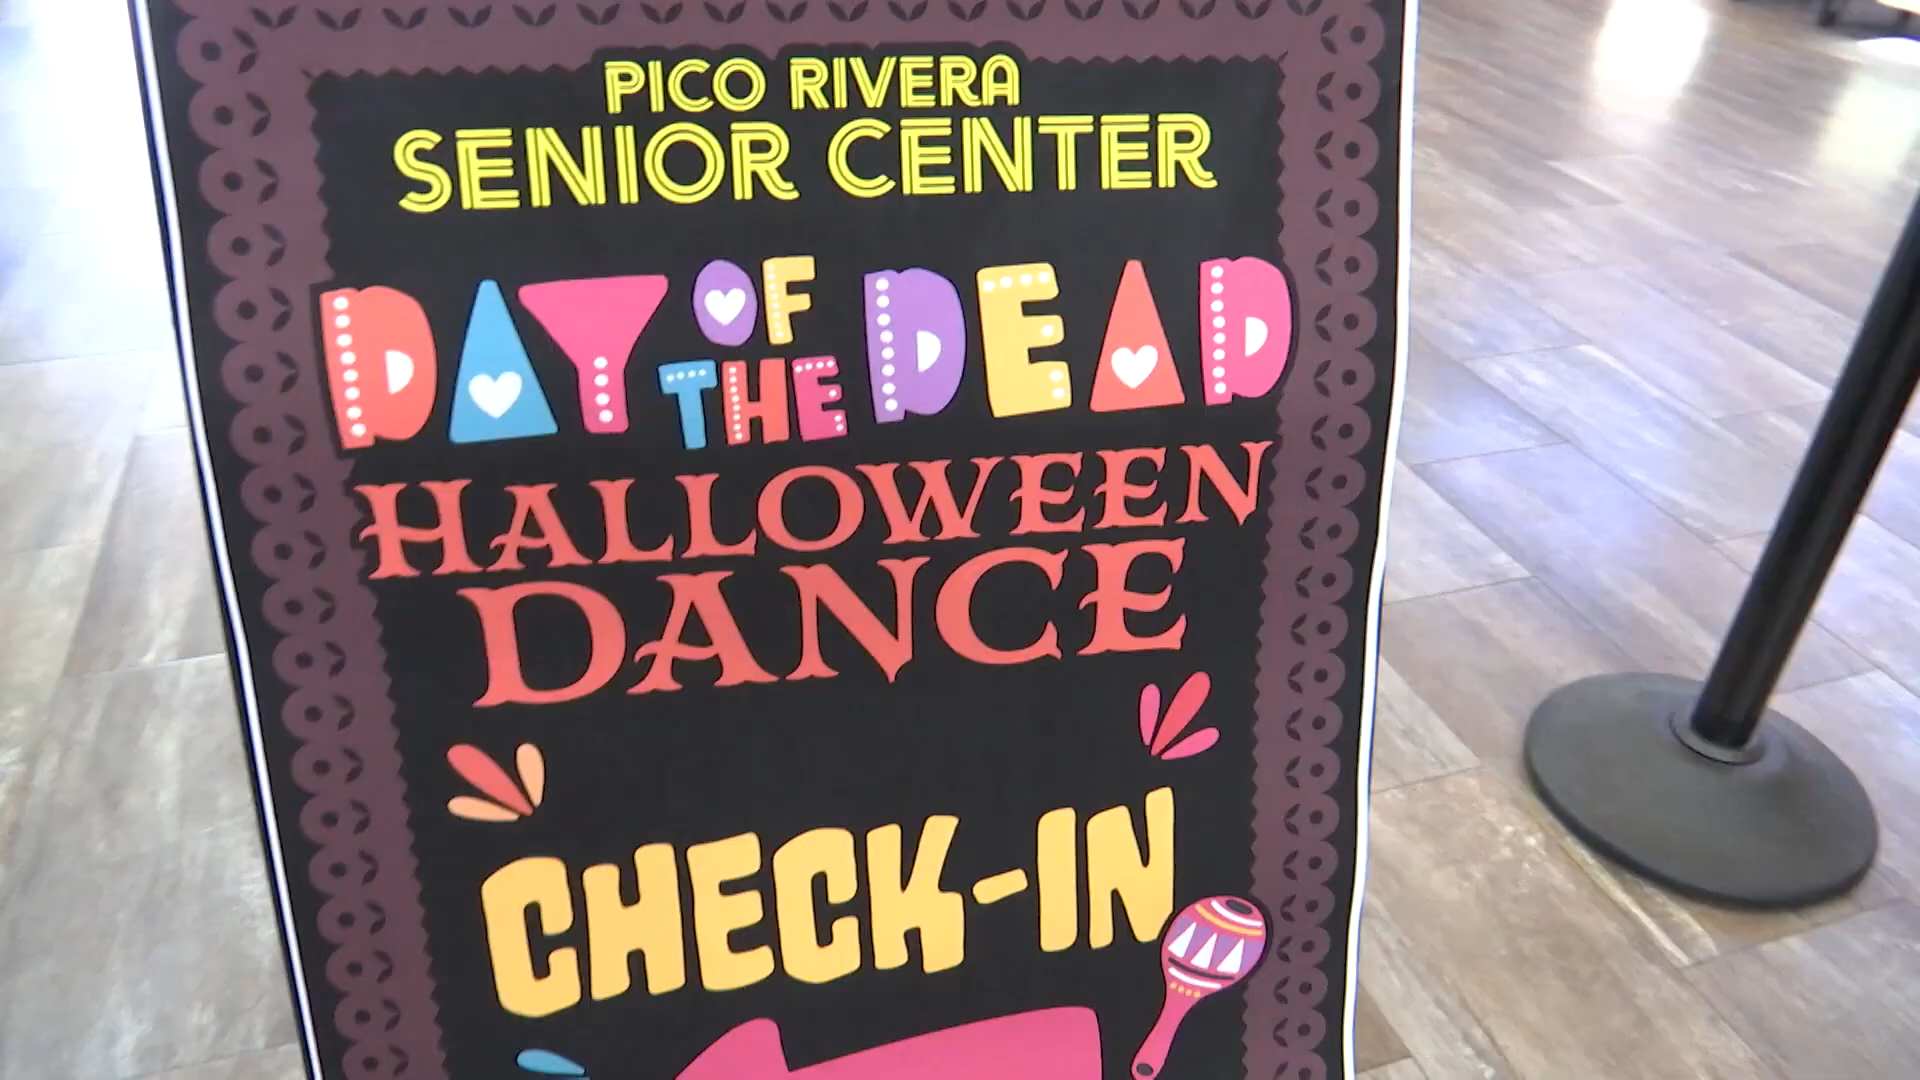 PICO RIVERA
SENIOR CENTER
DAY OF THE DEAD
HALLOWEEN
DANCE
CHECK-IN